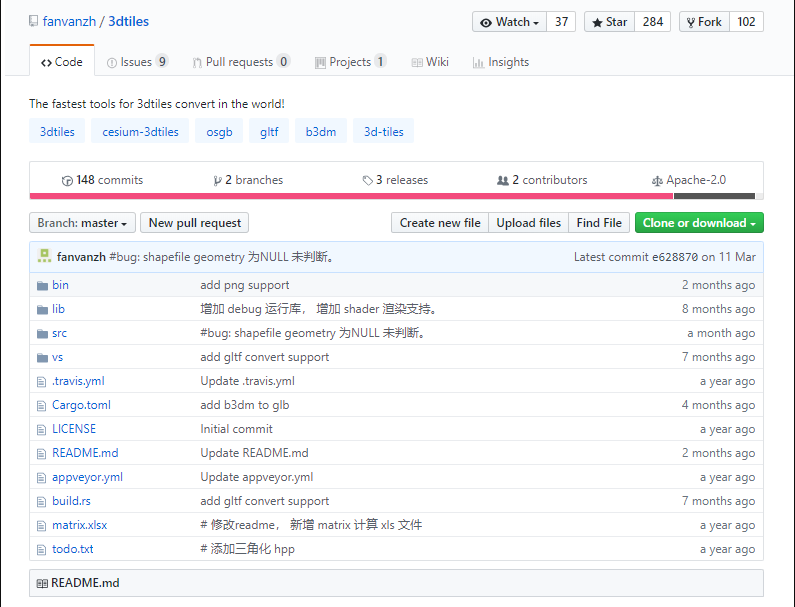 fanvanzh / 3dtiles Watch 37 Star 284 Fork 102
Code Issues 9 Pull requests 0 Projects 1 Wiki Insights
The fastest tools for 3dtiles convert in the world!
3dtiles cesium-3dtiles osgb gltf b3dm 3d-tiles
148 commits 2 branches 3 releases 2 contributors Apache-2.0
Branch: master New pull request Create new file Upload files Find File Clone or download
fanvanzh #bug: shapefile geometry 为NULL 未判断。 Latest commit e628870 on 11 Mar
bin add png support 2 months ago
lib 增加 debug 运行库， 增加 shader 渲染支持。 8 months ago
src #bug: shapefile geometry 为NULL 未判断。 a month ago
vs add gltf convert support 7 months ago
.travis.yml Update .travis.yml a year ago
Cargo.toml add b3dm to glb 4 months ago
LICENSE Initial commit a year ago
README.md Update README.md 2 months ago
appveyor.yml Update appveyor.yml a year ago
build.rs add gltf convert support 7 months ago
matrix.xlsx # 修改readme， 新增 matrix 计算 xls 文件 a year ago
todo.txt # 添加三角化 hpp a year ago
README.md